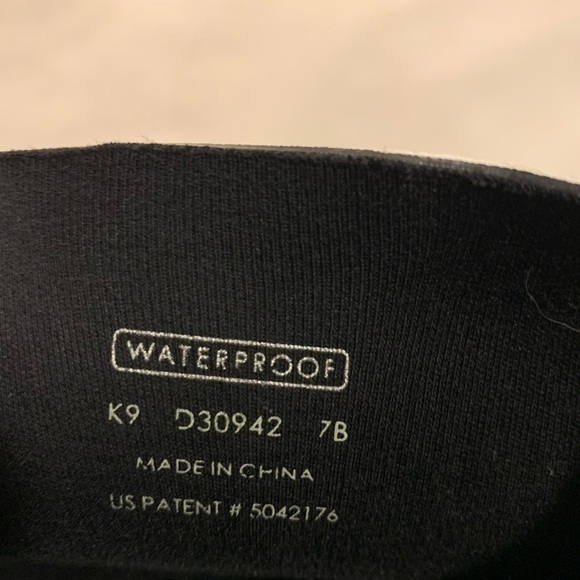 WATERPROOF
K9 D30942 7B
MADE IN CHINA
US PATENT # 5042176